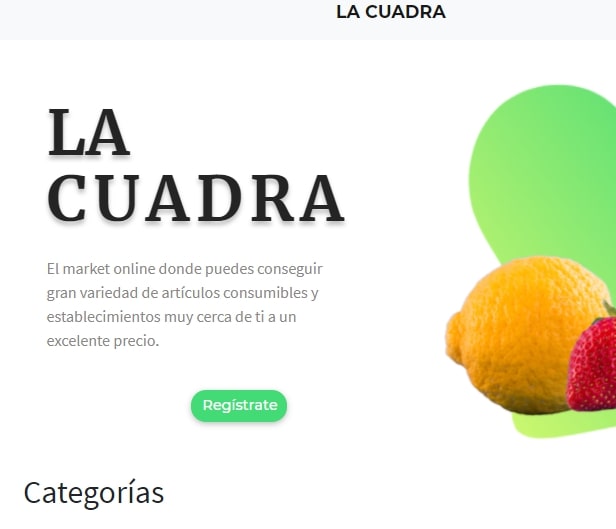 LA CUADRA
LA
CUADRA
El market online donde puedes conseguir
gran variedad de artículos consumibles y
establecimientos muy cerca de ti a un
excelente precio.
Regístrate
Categorías